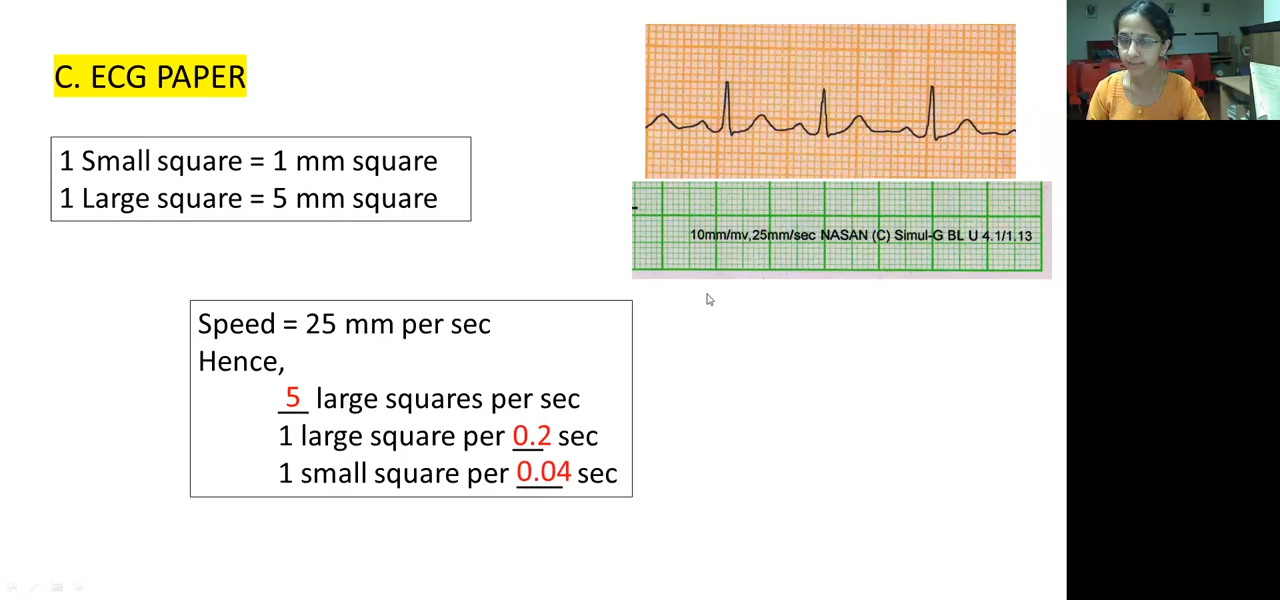 C. ECG PAPER
1 Small square = 1 mm square
1 Large square = 5 mm square
10mm/mv,25mm/sec NASAN (C) Simul-G BL U 4.1/1.13
Speed = 25 mm per sec
Hence,
5 large squares per sec
1 large square per 0.2 sec
1 small square per 0.04 sec